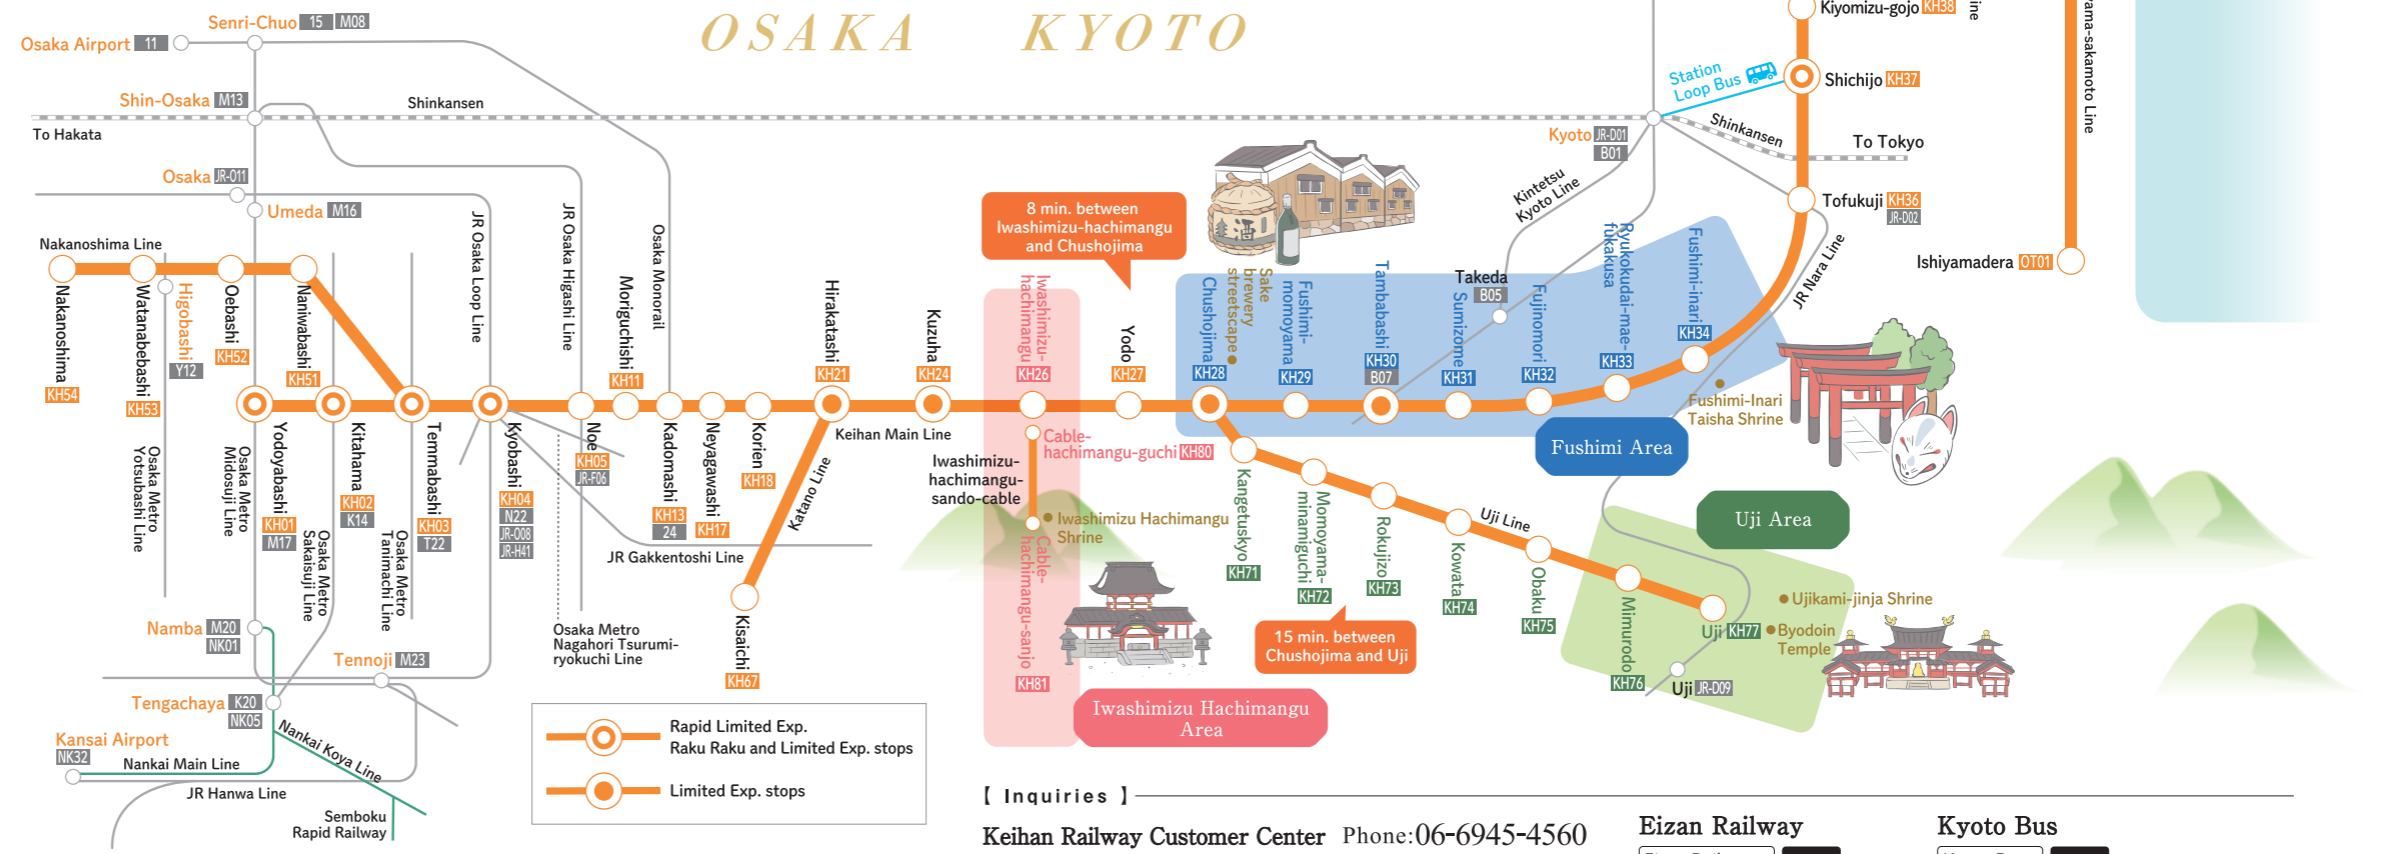 OSAKA KYOTO
Senri-Chuo 15 M08
Osaka Airport 11
Shin-Osaka M13
Shinkansen
To Hakata
Osaka JR-O11
Umeda M16
Nakanoshima Line
Nakanoshima
KH54
Watanabebashi
KH53
Higobashi
Y12
Oebashi
KH52
Naniwabashi
KH51
JR Osaka Loop Line
JR Osaka Higashi Line
Osaka Monorail
Osaka Metro
Yotsubashi Line
Osaka Metro
Midosuji Line
Yodoyabashi
KH01
M17
Kitahama
KH02
K14
Osaka Metro
Sakaisuji Line
Temmabashi
KH03
T22
Osaka Metro
Tanimachi Line
Kyobashi
KH04
N22
JR-O08
JR-H41
Noe
KH05
JR-F06
Moriguchishi
KH11
Kadomashi
KH13
24
Neyagawashi
KH17
Korien
KH18
Hirakatashi
KH21
Keihan Main Line
Katano Line
Kisaichi
KH67
JR Gakkentoshi Line
Osaka Metro
Nagahori Tsurumi-
ryokuchi Line
Kuzuha
KH24
Iwashimizu-
hachimangu
KH26
Cable-
hachimangu-guchi KH80
Iwashimizu-
hachimangu-
sando-cable
Iwashimizu Hachimangu
Shrine
Cable-
hachimangu-sanjo
KH81
Iwashimizu Hachimangu
Area
8 min. between
Iwashimizu-hachimangu
and Chushojima
Yodo
KH27
Chushojima
KH28
Sake
brewery
streetscape
Fushimi-
momoyama
KH29
Tambabashi
KH30
B07
Sumizome
KH31
Fujinomori
KH32
Ryukokudai-mae-
fukakusa
KH33
Fushimi-inari
KH34
Takeda
B05
Kintetsu
Kyoto Line
Kyoto JR-D01
B01
Station
Loop Bus
Shinkansen
To Tokyo
Kiyomizu-gojo KH38
ine
Shichijo KH37
Tofukuji KH36
JR-D02
JR Nara Line
Ishiyamadera OT01
yama-sakamoto Line
Fushimi-Inari
Taisha Shrine
Fushimi Area
Kangetuskyo
KH71
Momoyama-
minamiguchi
KH72
Rokujizo
KH73
Uji Line
Kowata
KH74
Obaku
KH75
Mimurodo
KH76
Uji KH77
Uji JR-D09
Uji Area
Ujikami-jinja Shrine
Byodoin
Temple
15 min. between
Chushojima and Uji
Namba M20
NK01
Tennoji M23
Tengachaya K20
NK05
Kansai Airport
NK32
Nankai Main Line
Nankai Koya Line
JR Hanwa Line
Semboku
Rapid Railway
Rapid Limited Exp.
Raku Raku and Limited Exp. stops
Limited Exp. stops
【 Inquiries 】
Keihan Railway Customer Center Phone:06-6945-4560
Eizan Railway
Kyoto Bus